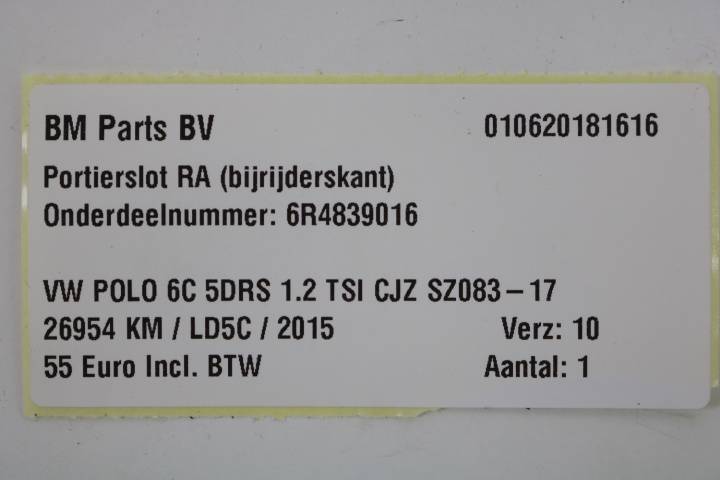 BM Parts BV 010620181616
Portierslot RA (bijrijderskant)
Onderdeelnummer: 6R4839016
VW POLO 6C 5DRS 1.2 TSI CJZ SZ083-17
26954 KM / LD5C / 2015 Verz: 10
55 Euro Incl. BTW Aantal: 1